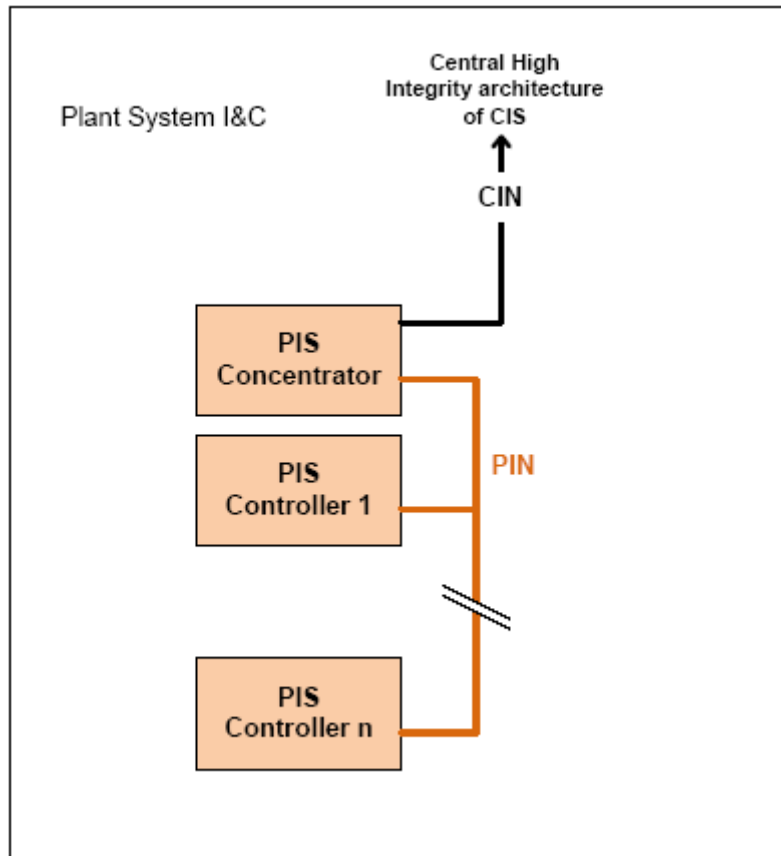 Central High
Integrity architecture
of CIS
Plant System I&C
CIN
PIS
Concentrator
PIN
PIS
Controller 1
PIS
Controller n